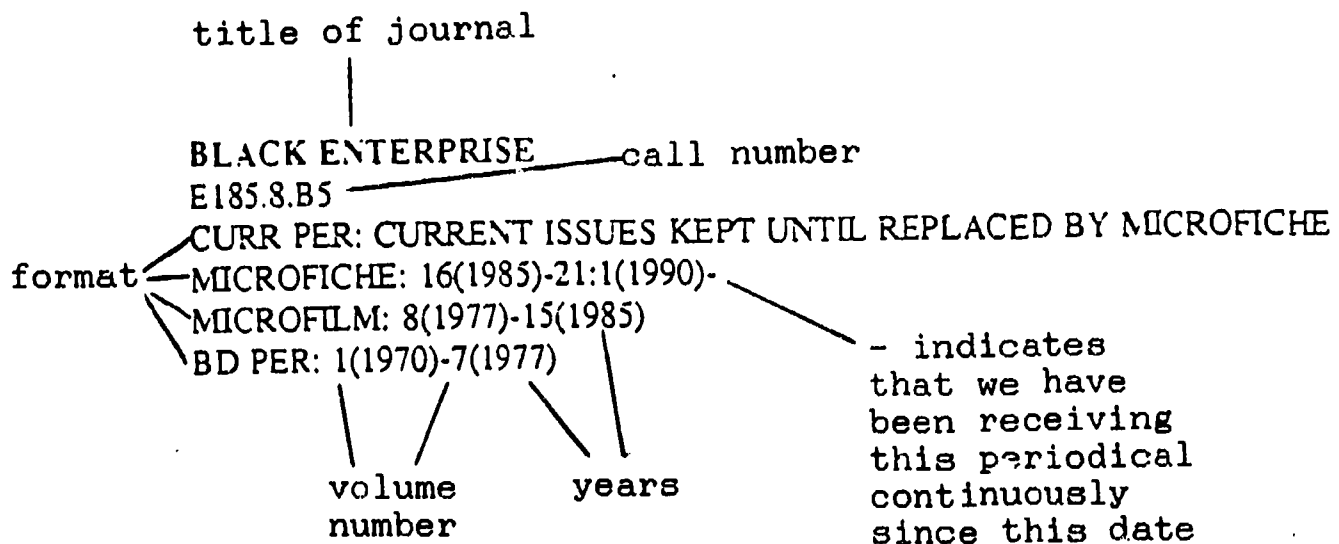 title of journal
BLACK ENTERPRISE call number
E185.8.B5
CURR PER: CURRENT ISSUES KEPT UNTIL REPLACED BY MICROFICHE
format MICROFICHE: 16(1985)-21:1(1990)-
MICROFILM: 8(1977)-15(1985)
BD PER: 1(1970)-7(1977)
- indicates
that we have
been receiving
this periodical
continuously
since this date
volume
number
years